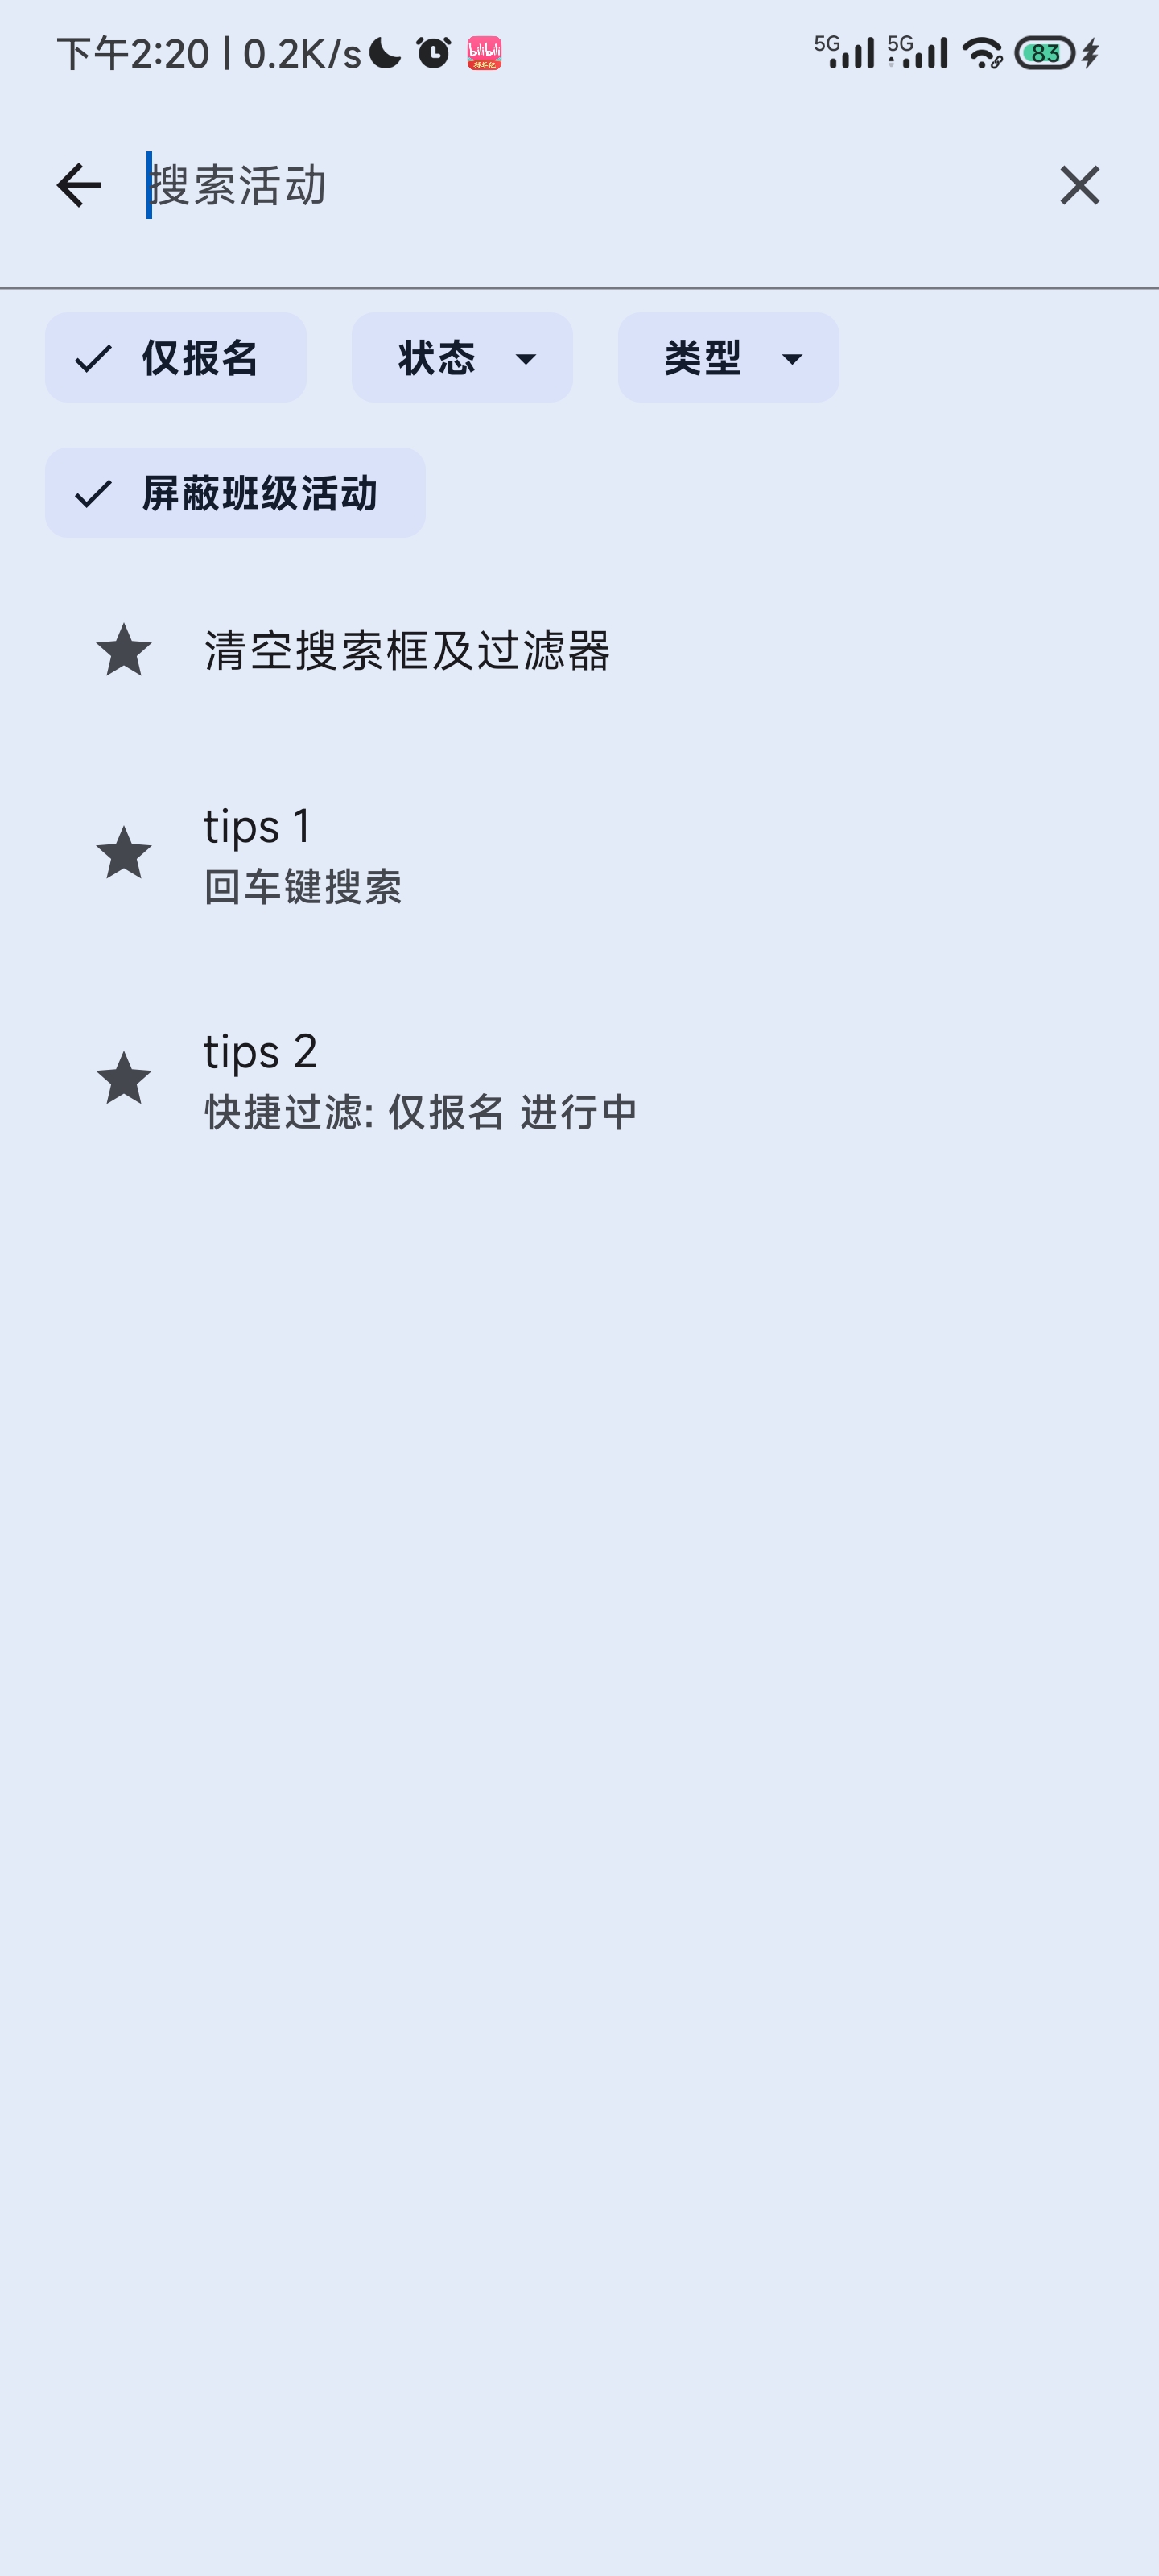 下午2:20 | 0.2K/s bilibili 5G 5G 83
搜索活动
仅报名 状态 类型
屏蔽班级活动
清空搜索框及过滤器
tips 1
回车键搜索
tips 2
快捷过滤: 仅报名 进行中